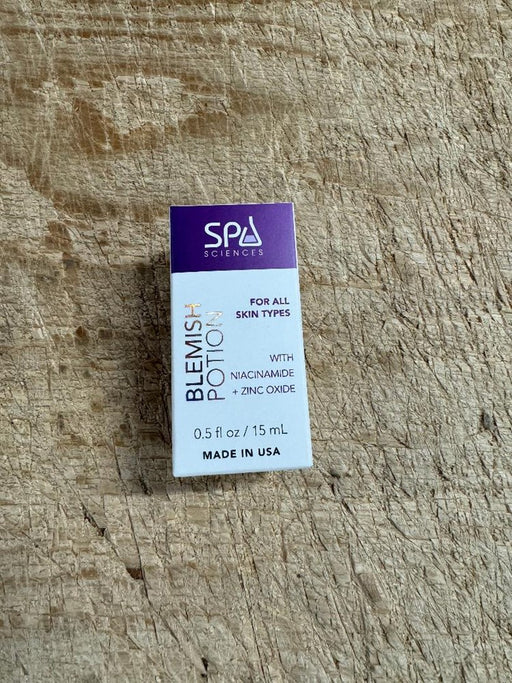 SPA
SCIENCES
BLEMISH
POTION
FOR ALL
SKIN TYPES
WITH
NIACINAMIDE
+ ZINC OXIDE
0.5 fl oz / 15 mL
MADE IN USA